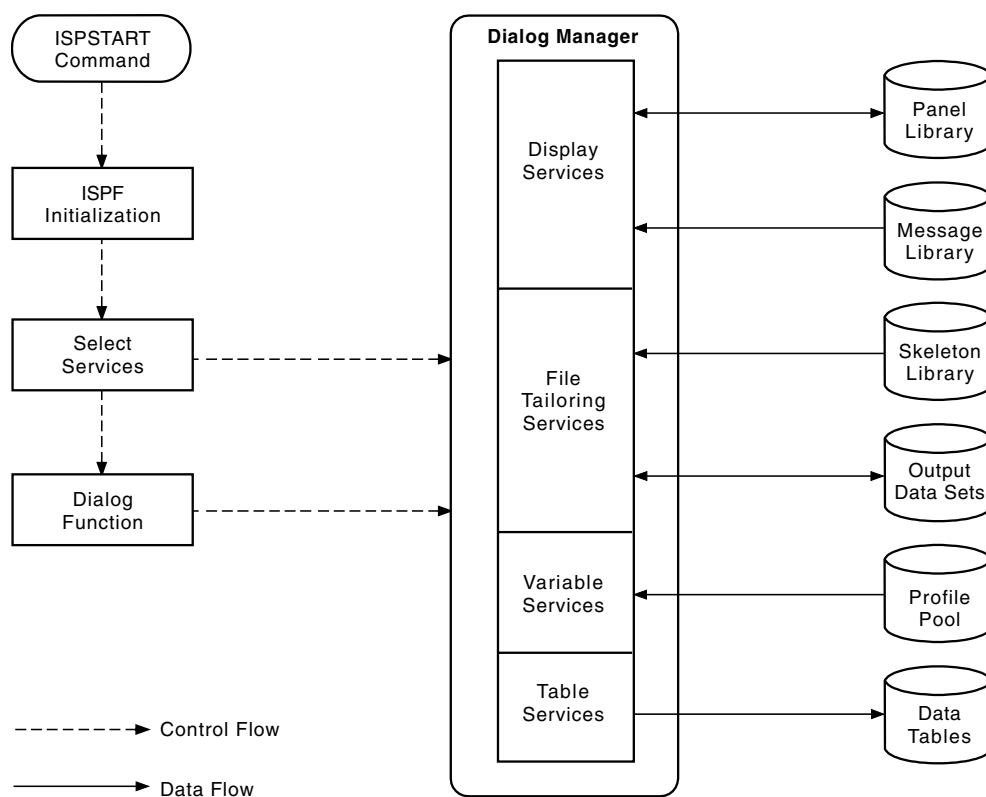 ISPSTART
Command
ISPF
Initialization
Select
Services
Dialog
Function
Control Flow
Data Flow
Dialog Manager
Display
Services
File
Tailoring
Services
Variable
Services
Table
Services
Panel
Library
Message
Library
Skeleton
Library
Output
Data Sets
Profile
Pool
Data
Tables